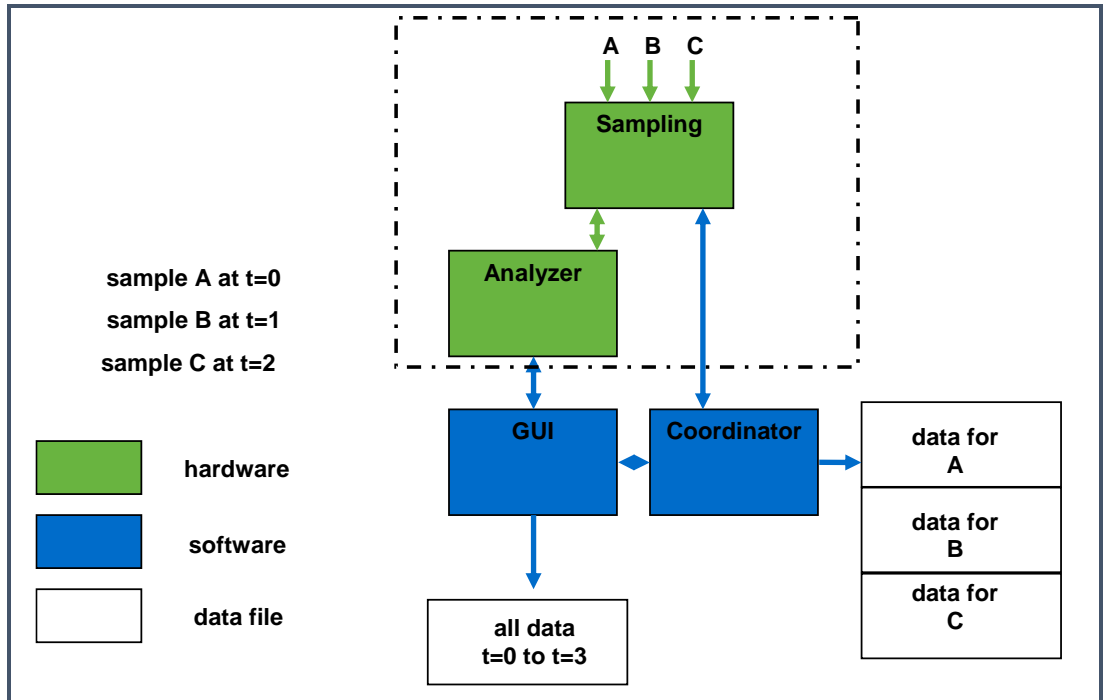 A B C
Sampling
Analyzer
sample A at t=0
sample B at t=1
sample C at t=2
GUI
Coordinator
data for
A
data for
B
data for
C
hardware
software
data file
all data
t=0 to t=3